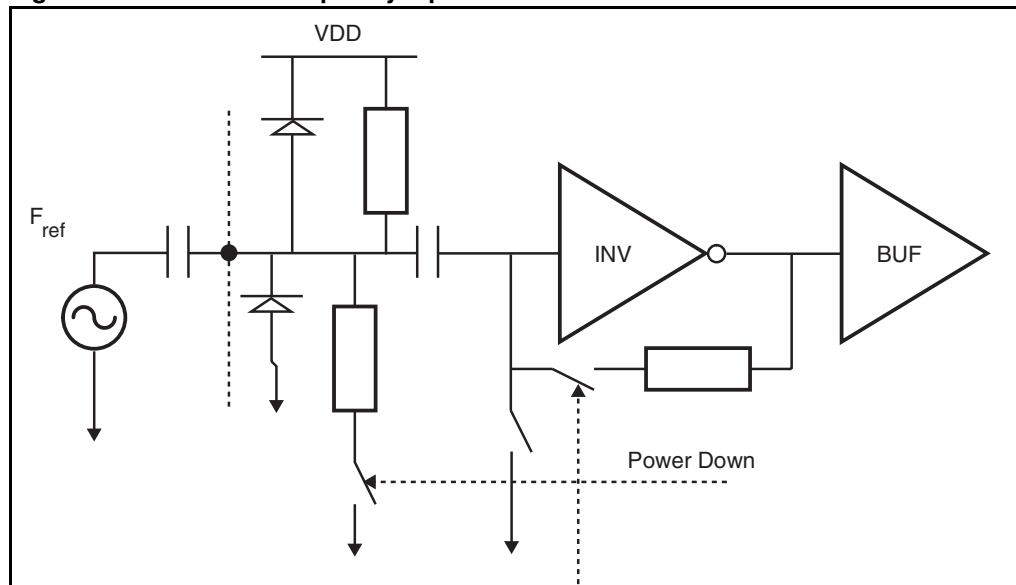 VDD
F
ref
INV
BUF
Power Down